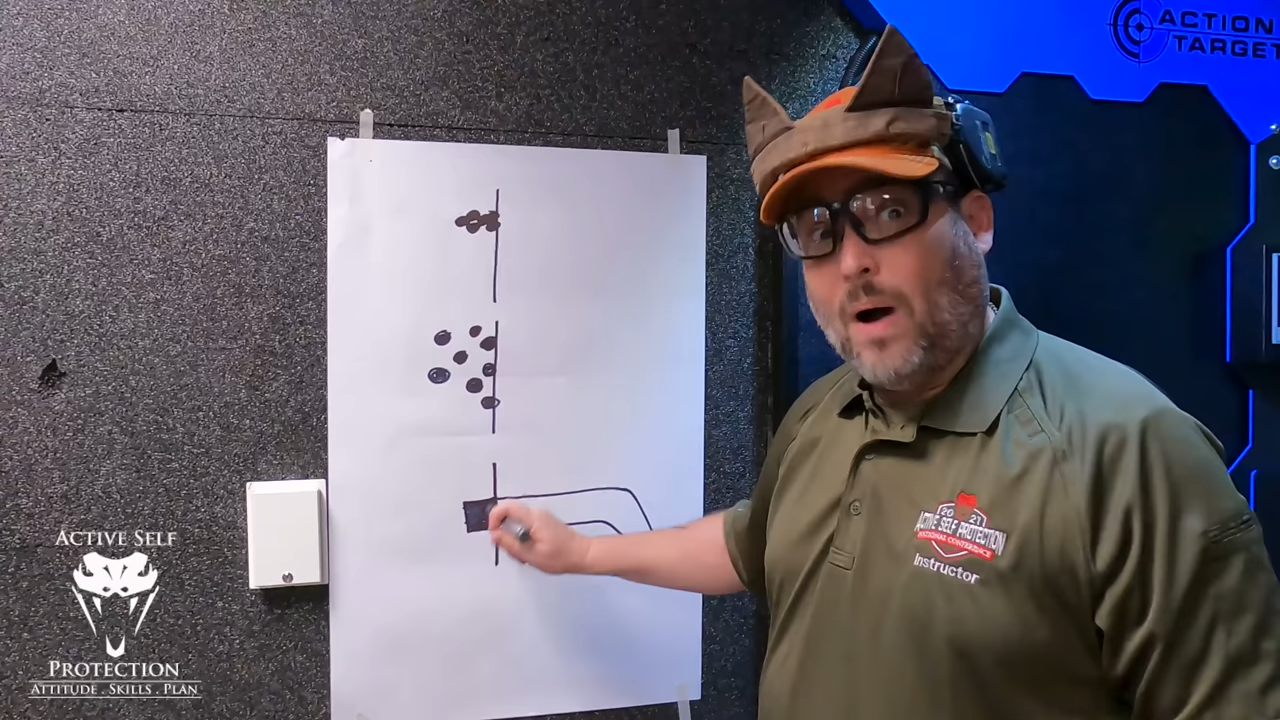 ACTION
TARGET
2021
ACTIVE SELF PROTECTION
NATIONAL CONFERENCE
Instructor
ACTIVE SELF
PROTECTION
ATTITUDE . SKILLS . PLAN